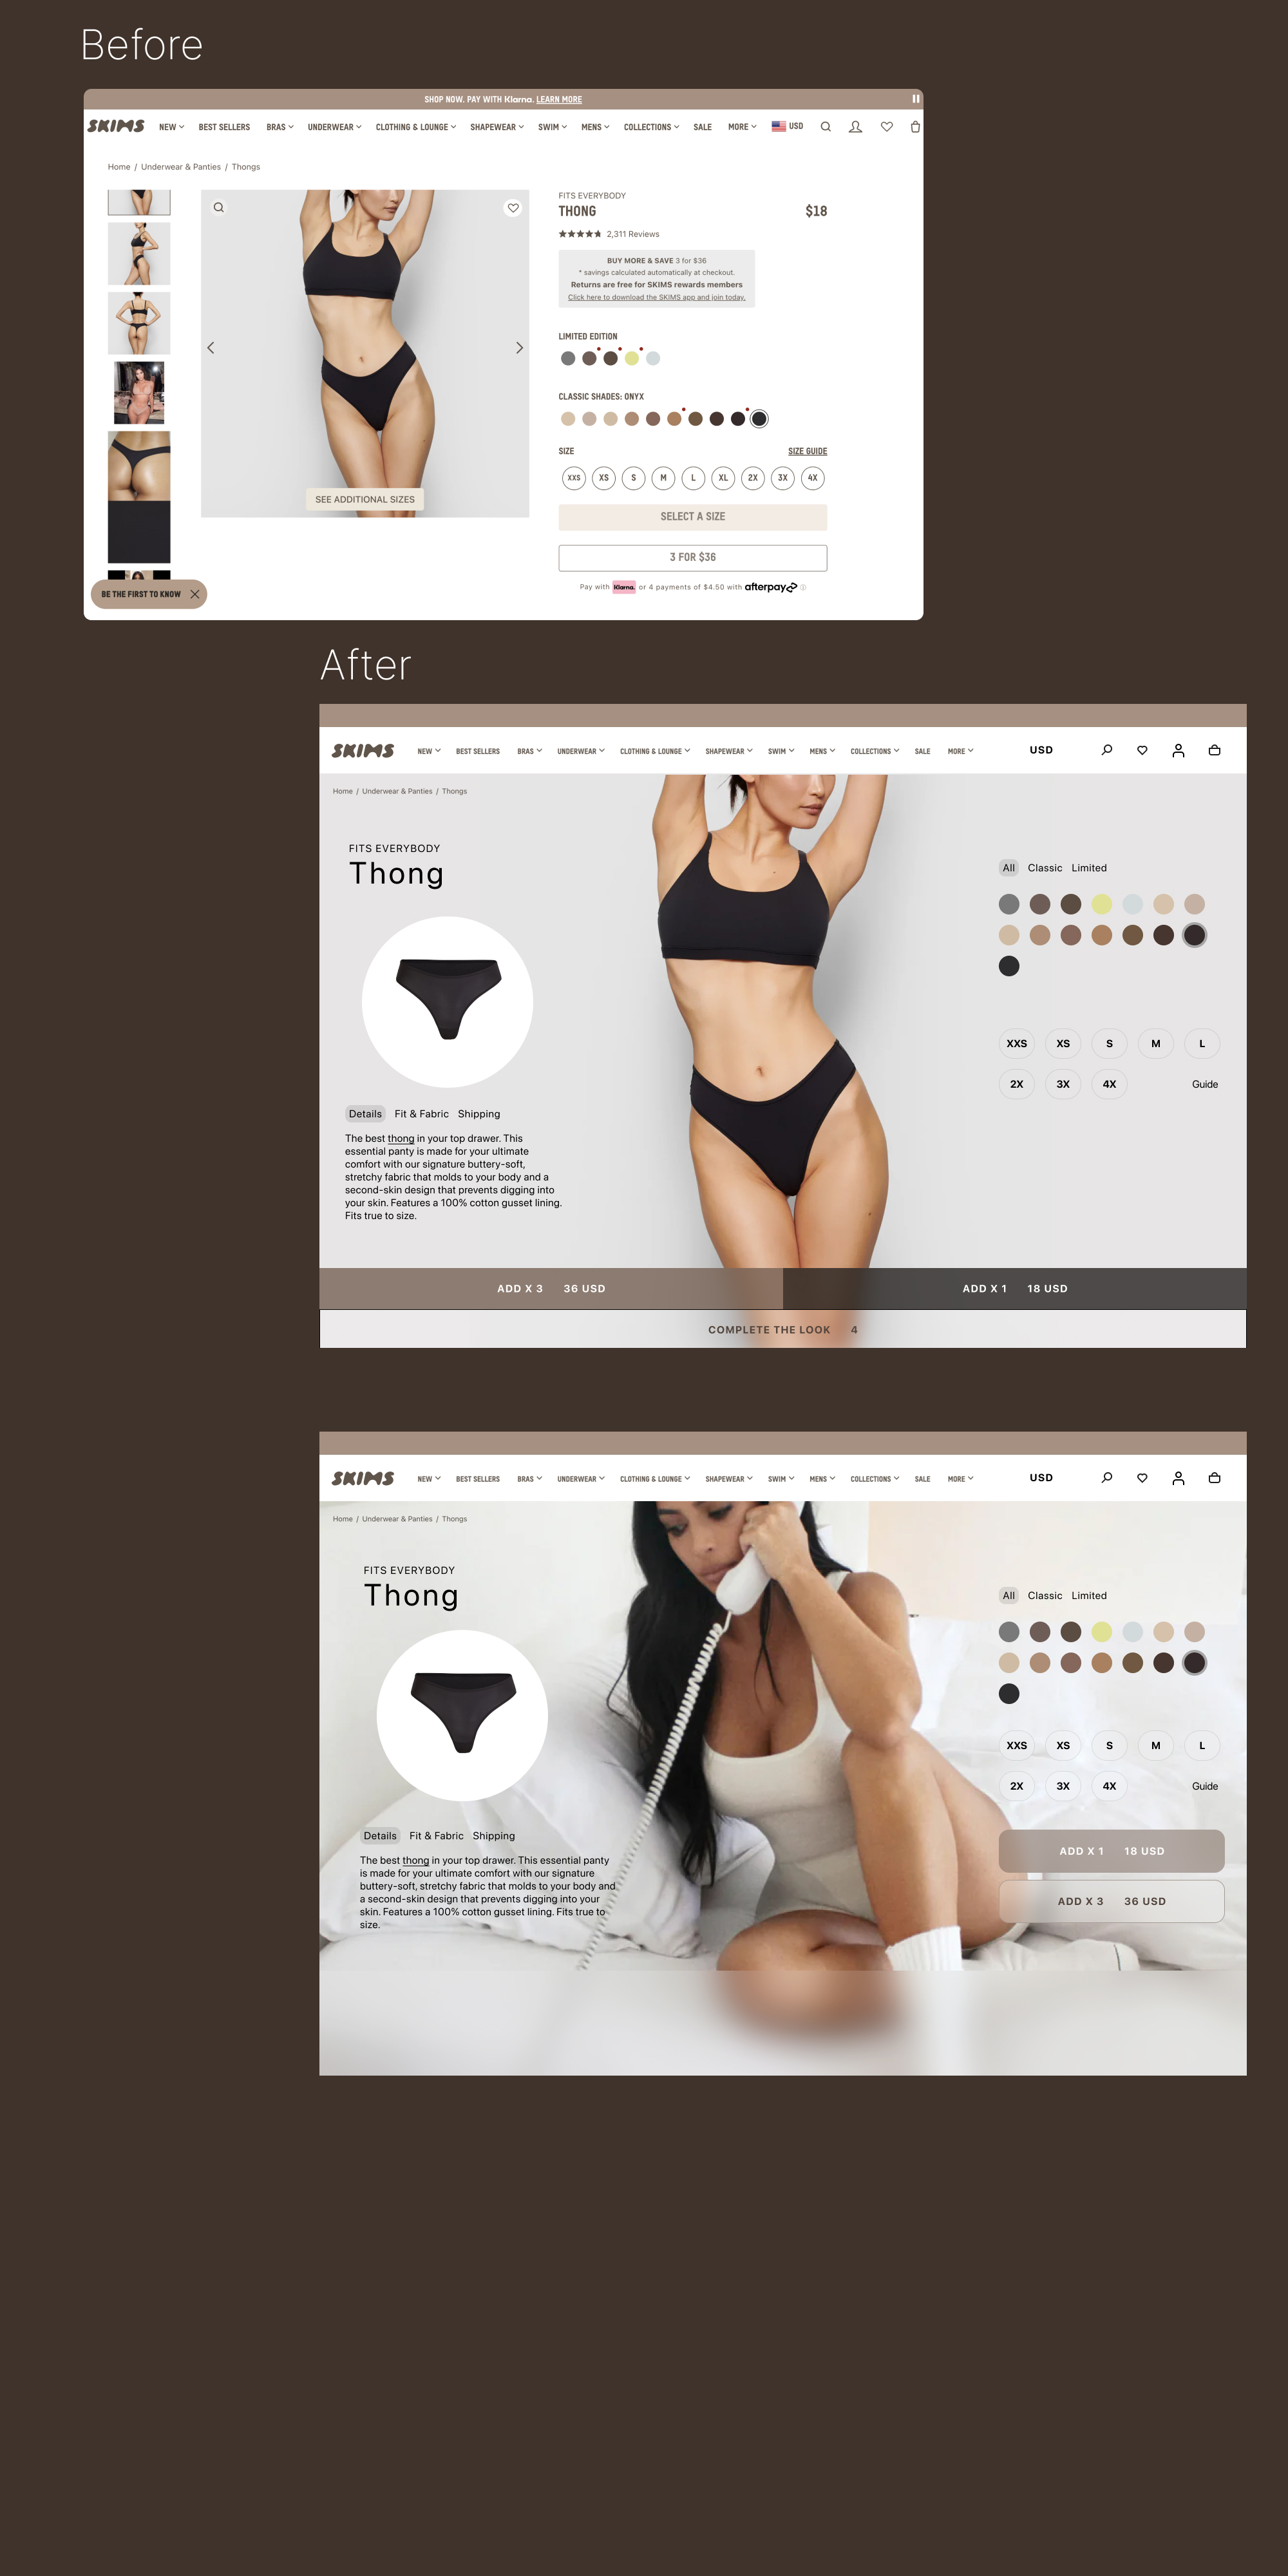 Before
SHOP NOW. PAY WITH Klarna. LEARN MORE
SKIMS NEW BEST SELLERS BRAS UNDERWEAR CLOTHING & LOUNGE SHAPEWEAR SWIM MENS COLLECTIONS SALE MORE USD
Home / Underwear & Panties / Thongs
FITS EVERYBODY
THONG $18
2,311 Reviews
BUY MORE & SAVE 3 for $36
* savings calculated automatically at checkout.
Returns are free for SKIMS rewards members
Click here to download the SKIMS app and join today.
LIMITED EDITION
CLASSIC SHADES: ONYX
SIZE SIZE GUIDE
XXS XS S M L XL 2X 3X 4X
SEE ADDITIONAL SIZES
SELECT A SIZE
3 FOR $36
Pay with Klarna. or 4 payments of $4.50 with afterpay
BE THE FIRST TO KNOW
After
SKIMS NEW BEST SELLERS BRAS UNDERWEAR CLOTHING & LOUNGE SHAPEWEAR SWIM MENS COLLECTIONS SALE MORE USD
Home / Underwear & Panties / Thongs
FITS EVERYBODY
Thong
All Classic Limited
XXS XS S M L
2X 3X 4X Guide
Details Fit & Fabric Shipping
The best thong in your top drawer. This
essential panty is made for your ultimate
comfort with our signature buttery-soft,
stretchy fabric that molds to your body and a
second-skin design that prevents digging into
your skin. Features a 100% cotton gusset lining.
Fits true to size.
ADD X 3 36 USD ADD X 1 18 USD
COMPLETE THE LOOK 4
SKIMS NEW BEST SELLERS BRAS UNDERWEAR CLOTHING & LOUNGE SHAPEWEAR SWIM MENS COLLECTIONS SALE MORE USD
Home / Underwear & Panties / Thongs
FITS EVERYBODY
Thong
All Classic Limited
XXS XS S M L
2X 3X 4X Guide
Details Fit & Fabric Shipping
The best thong in your top drawer. This essential panty
is made for your ultimate comfort with our signature
buttery-soft, stretchy fabric that molds to your body and
a second-skin design that prevents digging into your
skin. Features a 100% cotton gusset lining. Fits true to
size.
ADD X 1 18 USD
ADD X 3 36 USD